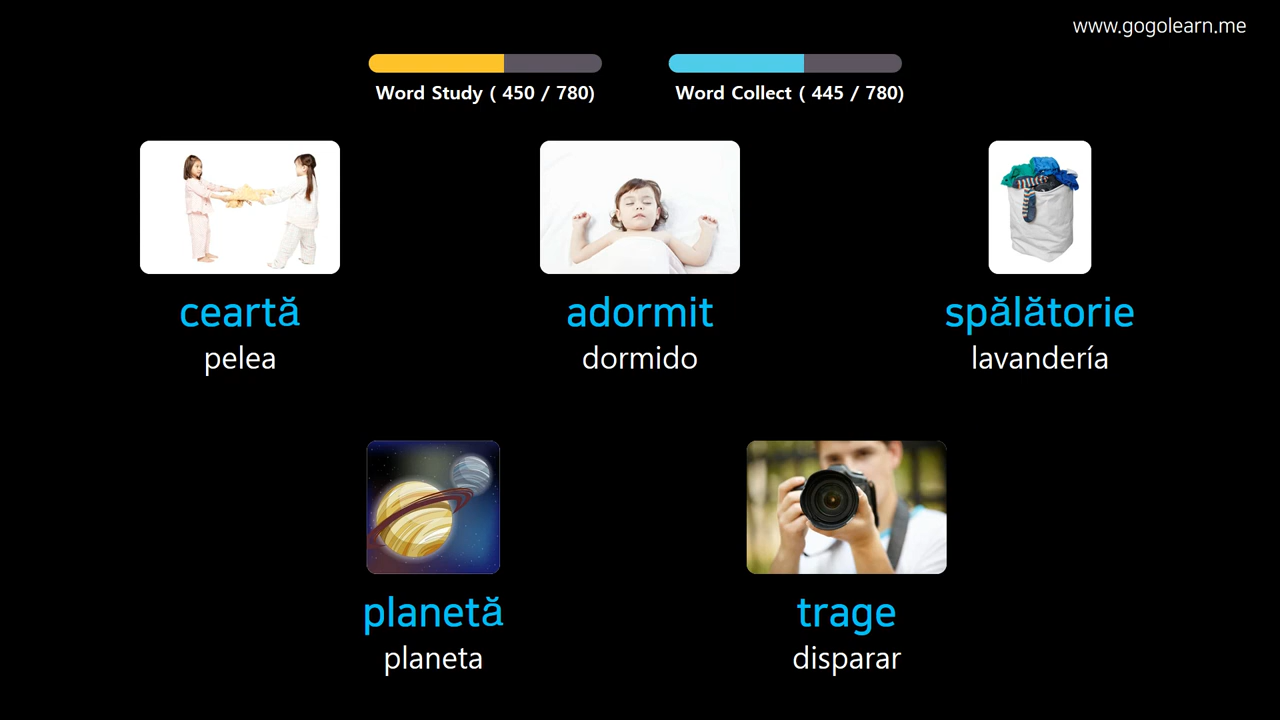 www.gogolearn.me
Word Study ( 450 / 780)
Word Collect ( 445 / 780)
ceartă
pelea
adormit
dormido
spălătorie
lavandería
planetă
planeta
trage
disparar